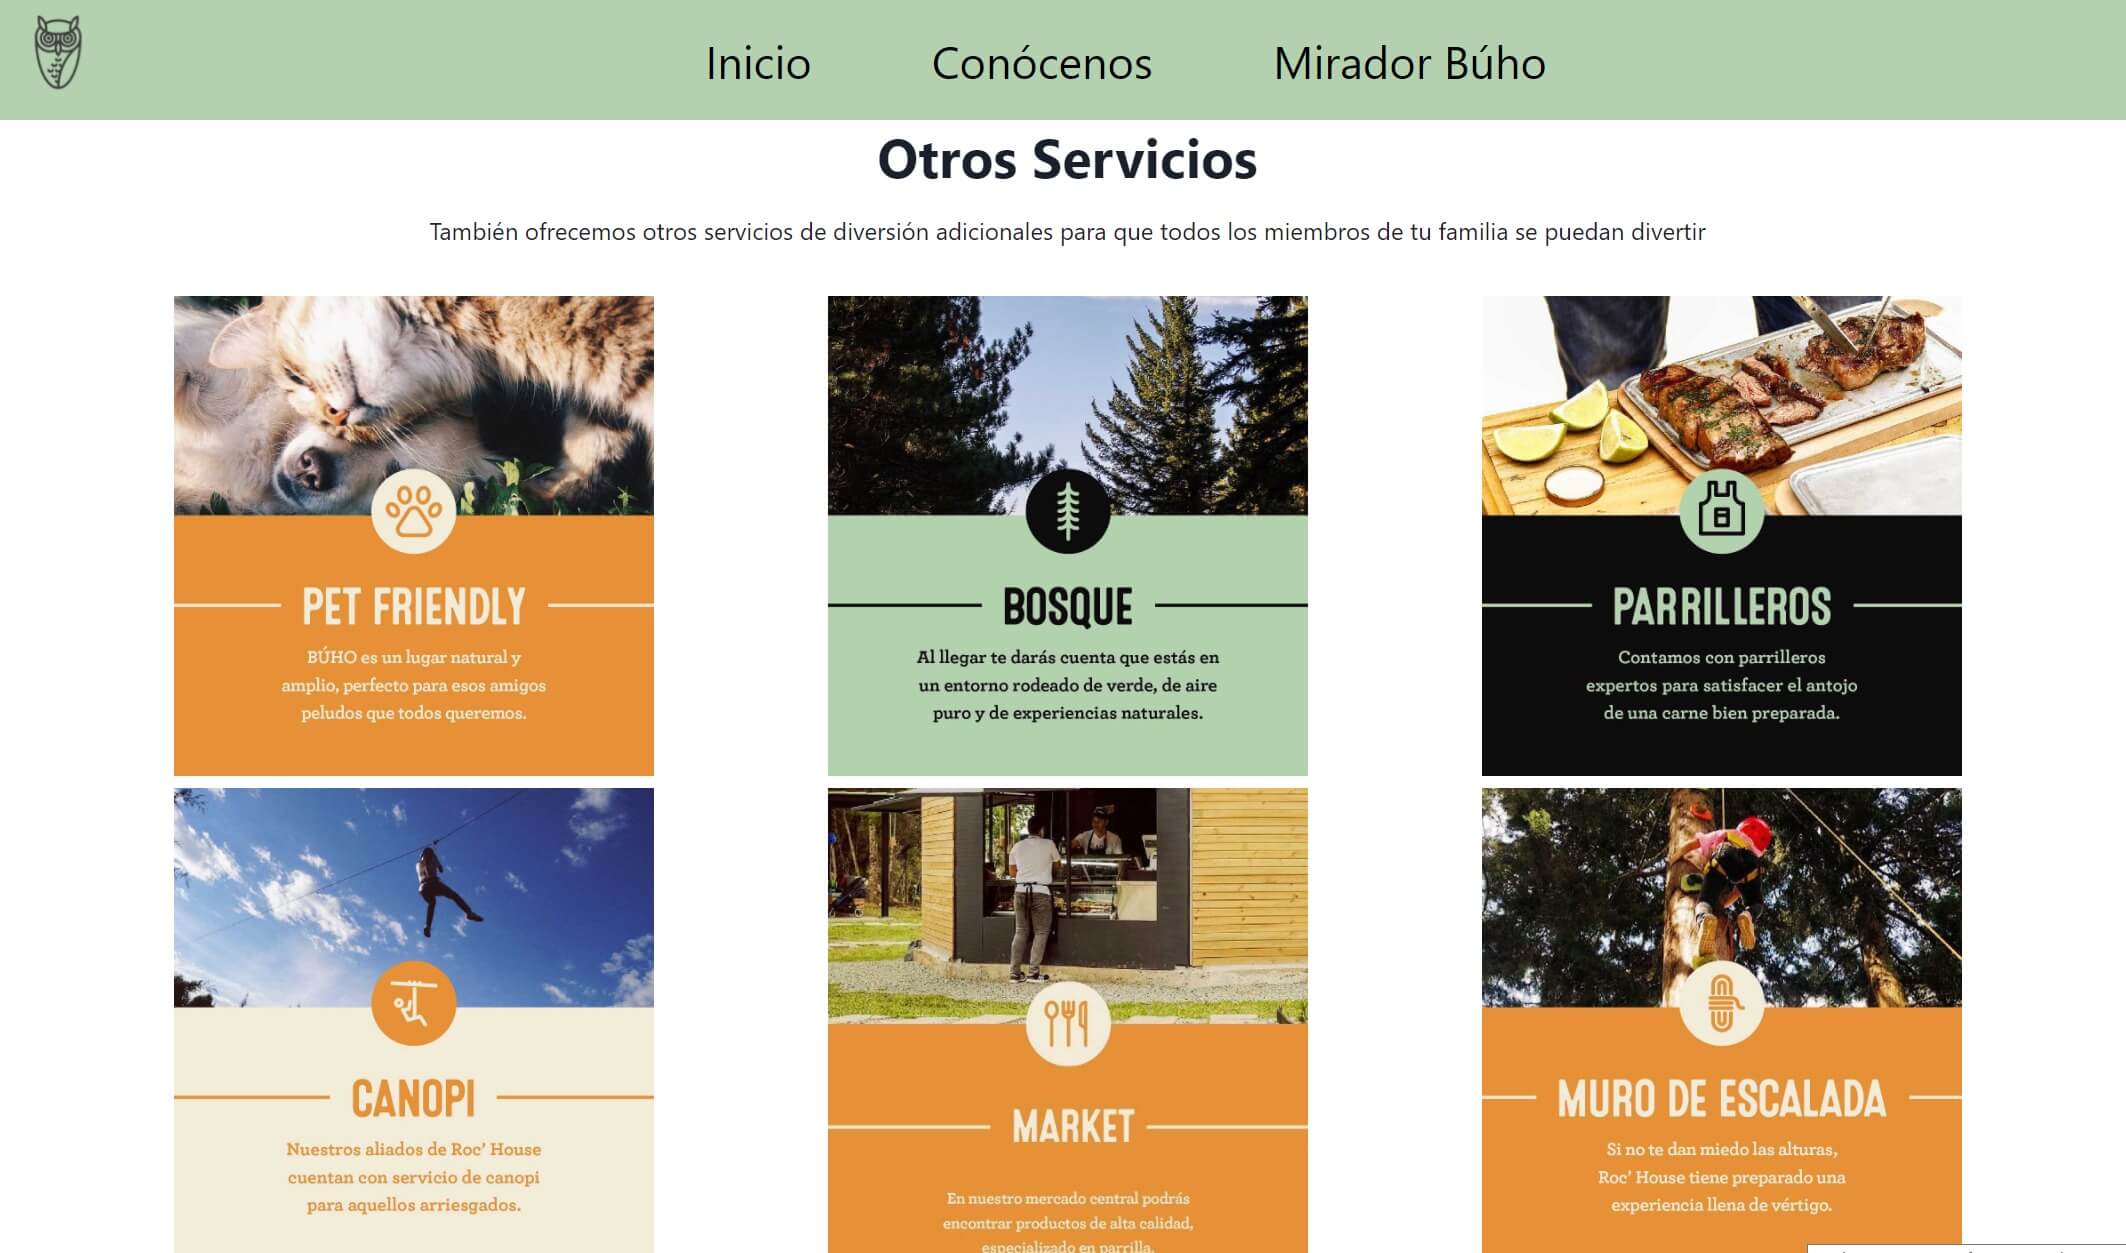 Inicio
Conócenos
Mirador Búho
Otros Servicios
También ofrecemos otros servicios de diversión adicionales para que todos los miembros de tu familia se puedan divertir
PET FRIENDLY
BÚHO es un lugar natural y
amplio, perfecto para esos amigos
peludos que todos queremos.
BOSQUE
Al llegar te darás cuenta que estás en
un entorno rodeado de verde, de aire
puro y de experiencias naturales.
PARRILLEROS
Contamos con parrilleros
expertos para satisfacer el antojo
de una carne bien preparada.
CANOPI
Nuestros aliados de Roc’ House
cuentan con servicio de canopi
para aquellos arriesgados.
MARKET
En nuestro mercado central podrás
encontrar productos de alta calidad,
especializado en parrilla.
MURO DE ESCALADA
Si no te dan miedo las alturas,
Roc’ House tiene preparado una
experiencia llena de vértigo.